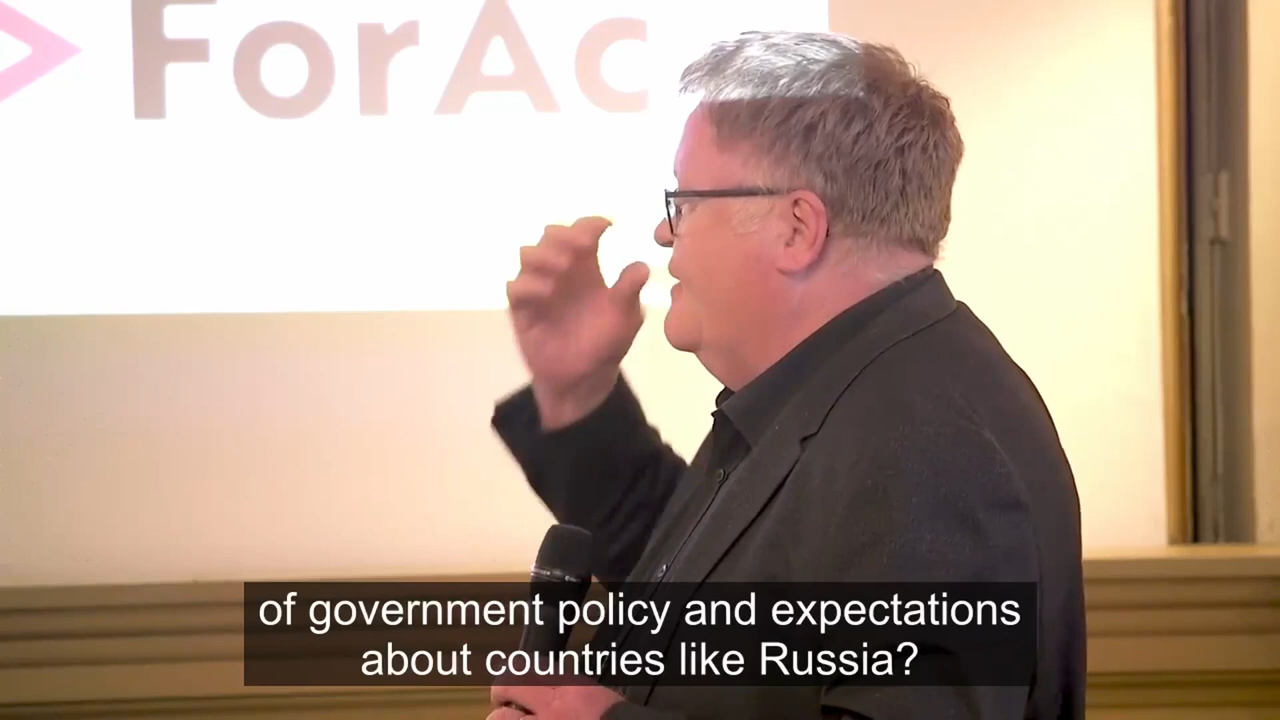 ForAc
of government policy and expectations
about countries like Russia?